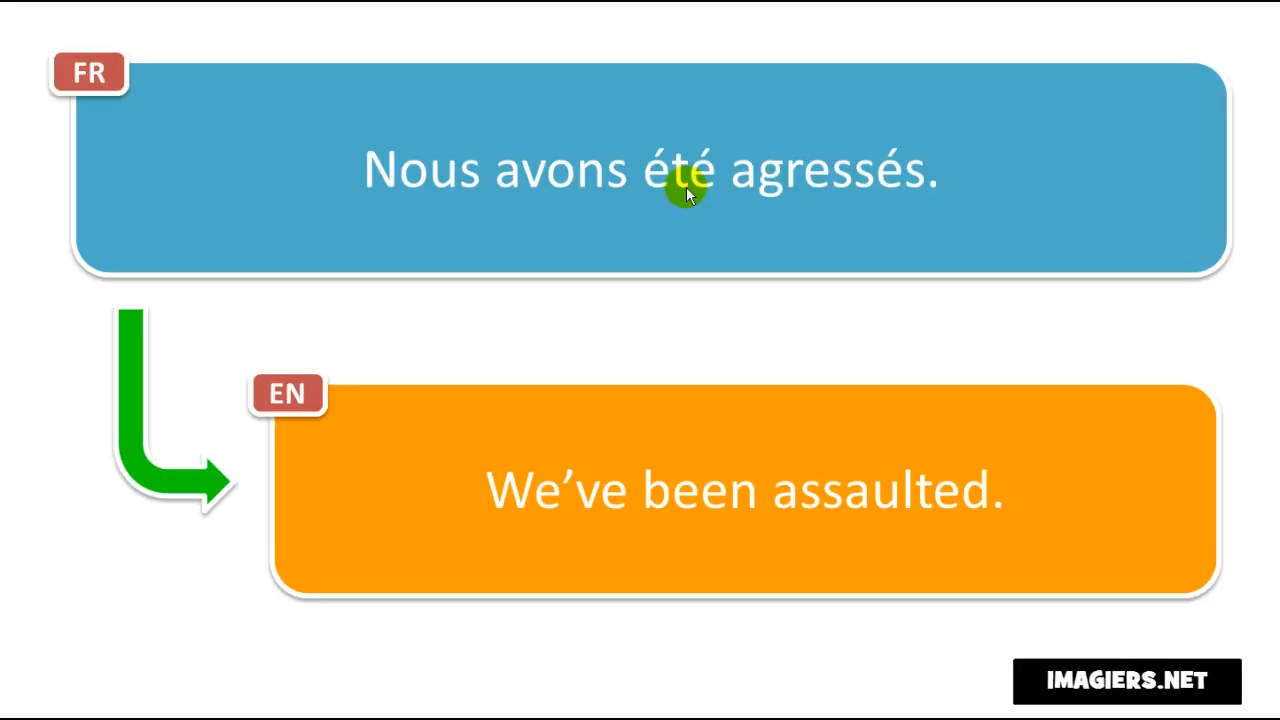 FR
Nous avons été agressés.
EN
We’ve been assaulted.
IMAGIERS.NET